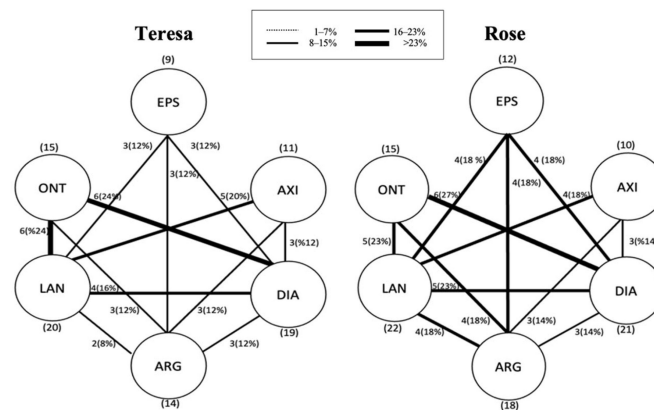 Teresa
1–7%
16–23%
8–15%
>23%
Rose
(9)
EPS
3(12%)
3(12%)
3(12%)
(15)
ONT
(11)
AXI
6(24%)
5(20%)
6(%24)
3(%12)
LAN
(20)
4(16%)
DIA
(19)
3(12%)
3(12%)
2(8%)
3(12%)
ARG
(14)
(12)
EPS
4(18 %)
4 (18%)
4(18%)
(15)
ONT
(10)
AXI
6(27%)
4(18%)
5(23%)
3(%14
LAN
(22)
5(23%)
DIA
(21)
4(18%)
3(14%)
4(18%)
3(14%)
ARG
(18)